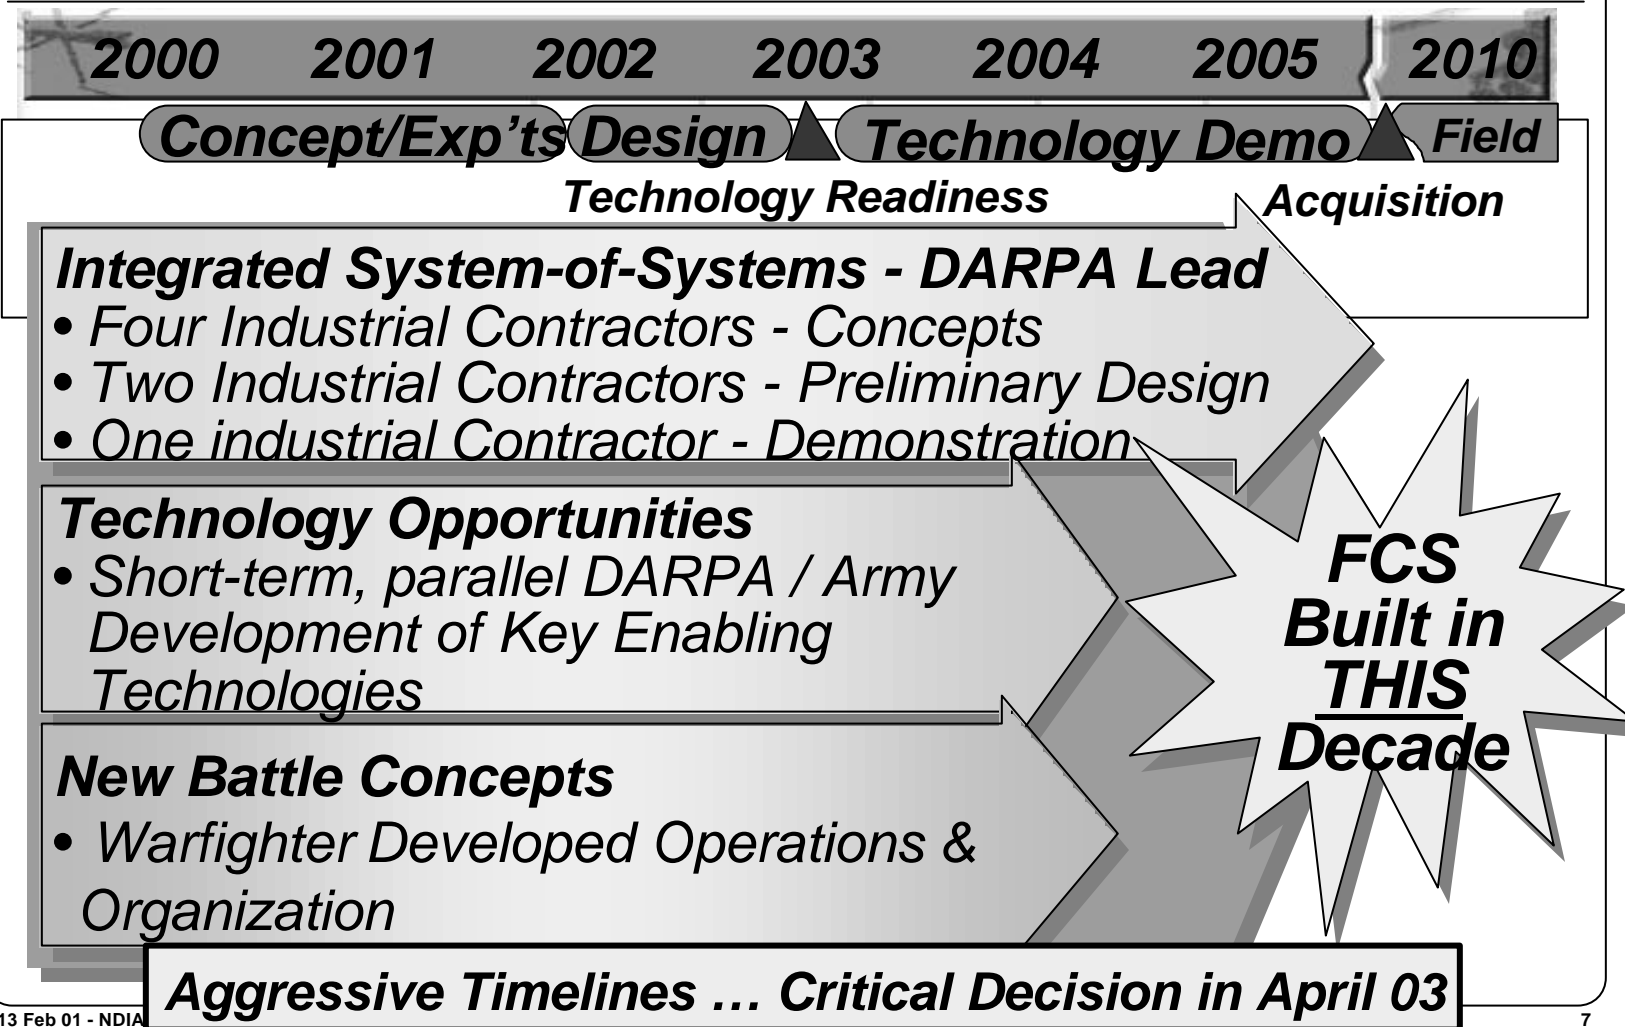 2000 2001 2002 2003 2004 2005 2010
Concept/Exp'ts Design Technology Demo Field
Technology Readiness Acquisition
Integrated System-of-Systems - DARPA Lead
• Four Industrial Contractors - Concepts
• Two Industrial Contractors - Preliminary Design
• One industrial Contractor - Demonstration
Technology Opportunities
• Short-term, parallel DARPA / Army
Development of Key Enabling
Technologies
New Battle Concepts
• Warfighter Developed Operations &
Organization
FCS
Built in
THIS
Decade
Aggressive Timelines … Critical Decision in April 03
13 Feb 01 - NDIA
7